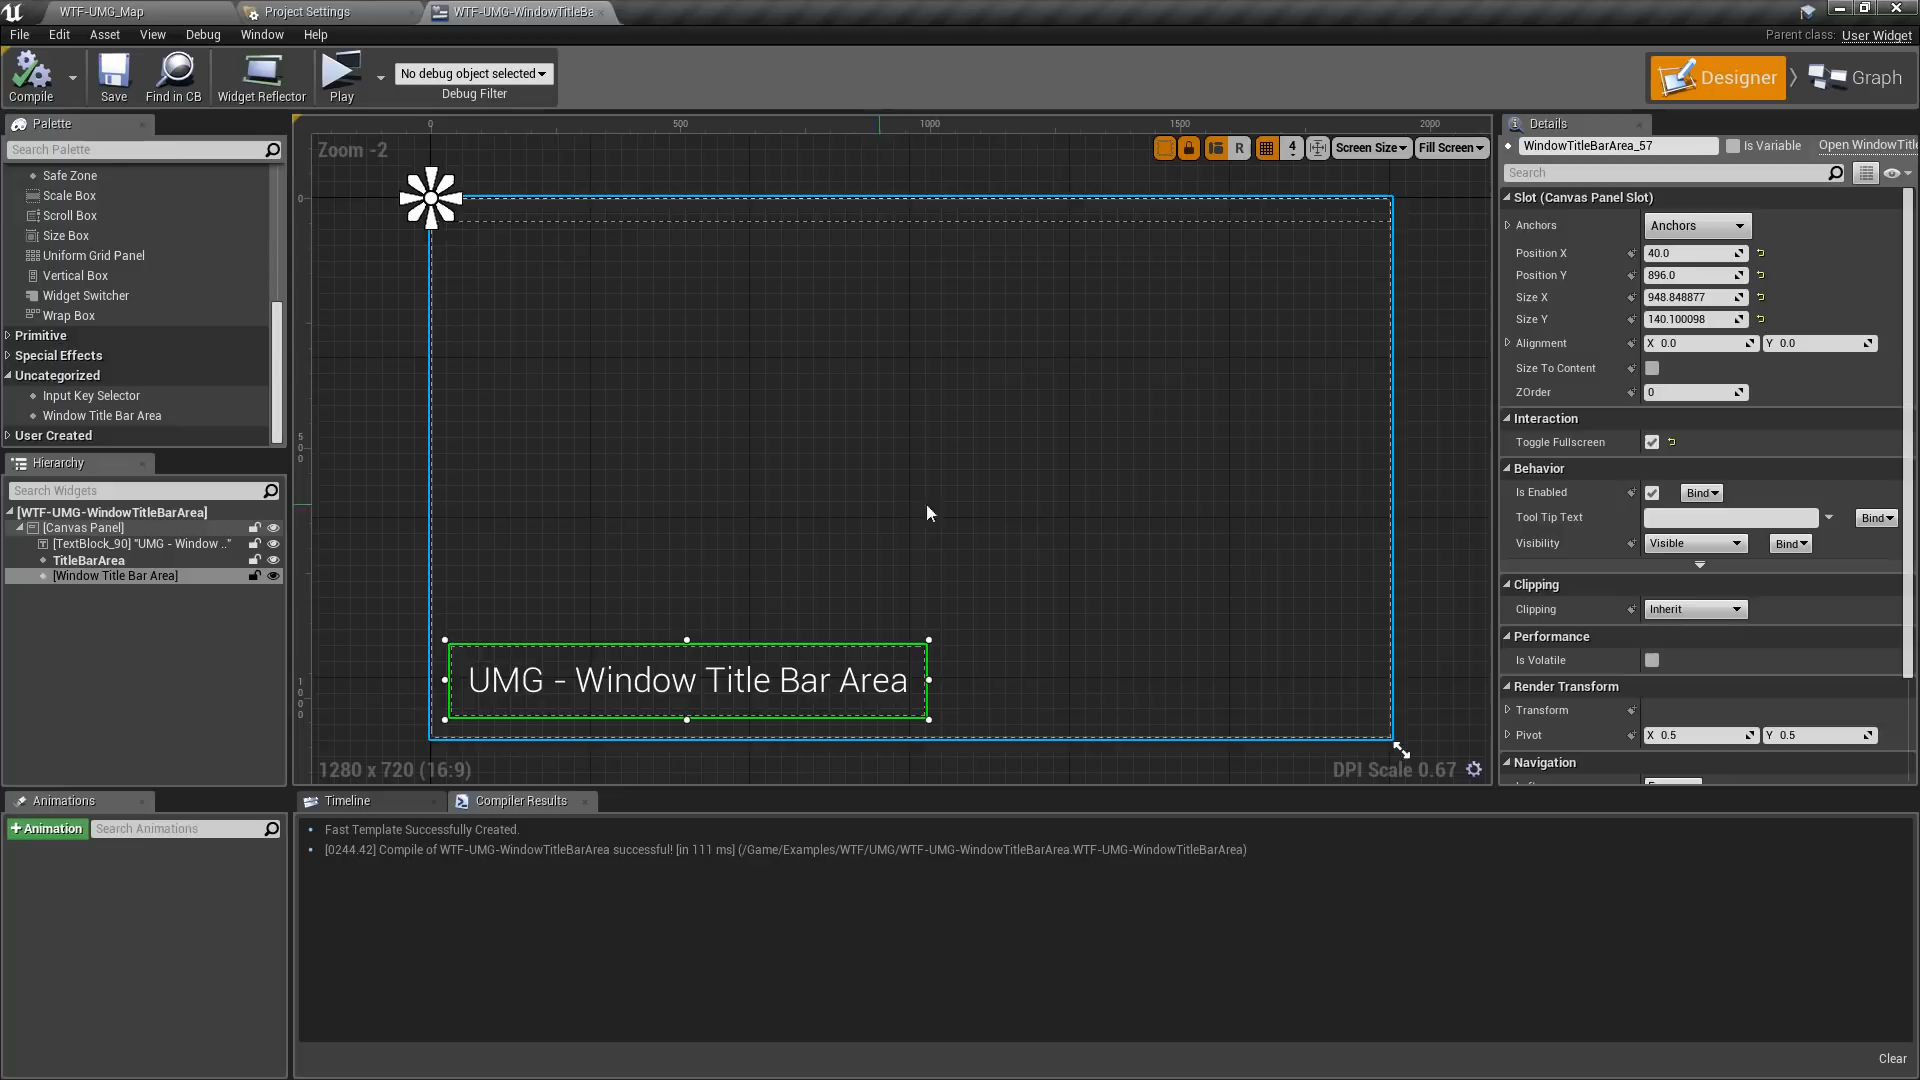 WTF-UMG_Map
Project Settings
WTF-UMG-WindowTitleBa
File Edit Asset View Debug Window Help
Parent class: User Widget
Compile
Save
Find in CB
Widget Reflector
Play
No debug object selected
Debug Filter
Designer
Graph
Palette
Search Palette
Safe Zone
Scale Box
Scroll Box
Size Box
Uniform Grid Panel
Vertical Box
Widget Switcher
Wrap Box
Primitive
Special Effects
Uncategorized
Input Key Selector
Window Title Bar Area
User Created
Hierarchy
Search Widgets
[WTF-UMG-WindowTitleBarArea]
[Canvas Panel]
[TextBlock_90] "UMG - Window .."
TitleBarArea
[Window Title Bar Area]
Animations
+Animation
Search Animations
0 500 1000 1500 2000
Zoom -2
R
4
Screen Size
Fill Screen
0
500
1000
UMG - Window Title Bar Area
1280 x 720 (16:9)
DPI Scale 0.67
Timeline
Compiler Results
Fast Template Successfully Created.
[0244.42] Compile of WTF-UMG-WindowTitleBarArea successful! [in 111 ms] (/Game/Examples/WTF/UMG/WTF-UMG-WindowTitleBarArea.WTF-UMG-WindowTitleBarArea)
Clear
Details
WindowTitleBarArea_57
Is Variable
Open WindowTitle
Search
Slot (Canvas Panel Slot)
Anchors Anchors
Position X 40.0
Position Y 896.0
Size X 948.848877
Size Y 140.100098
Alignment X 0.0 Y 0.0
Size To Content
ZOrder 0
Interaction
Toggle Fullscreen
Behavior
Is Enabled Bind
Tool Tip Text Bind
Visibility Visible Bind
Clipping
Clipping Inherit
Performance
Is Volatile
Render Transform
Transform
Pivot X 0.5 Y 0.5
Navigation